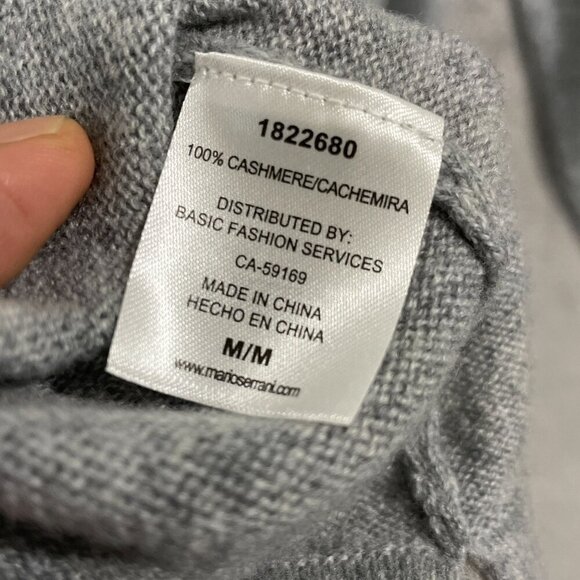 1822680
100% CASHMERE/CACHEMIRA
DISTRIBUTED BY:
BASIC FASHION SERVICES
CA-59169
MADE IN CHINA
HECHO EN CHINA
M/M
www.marioserrani.com